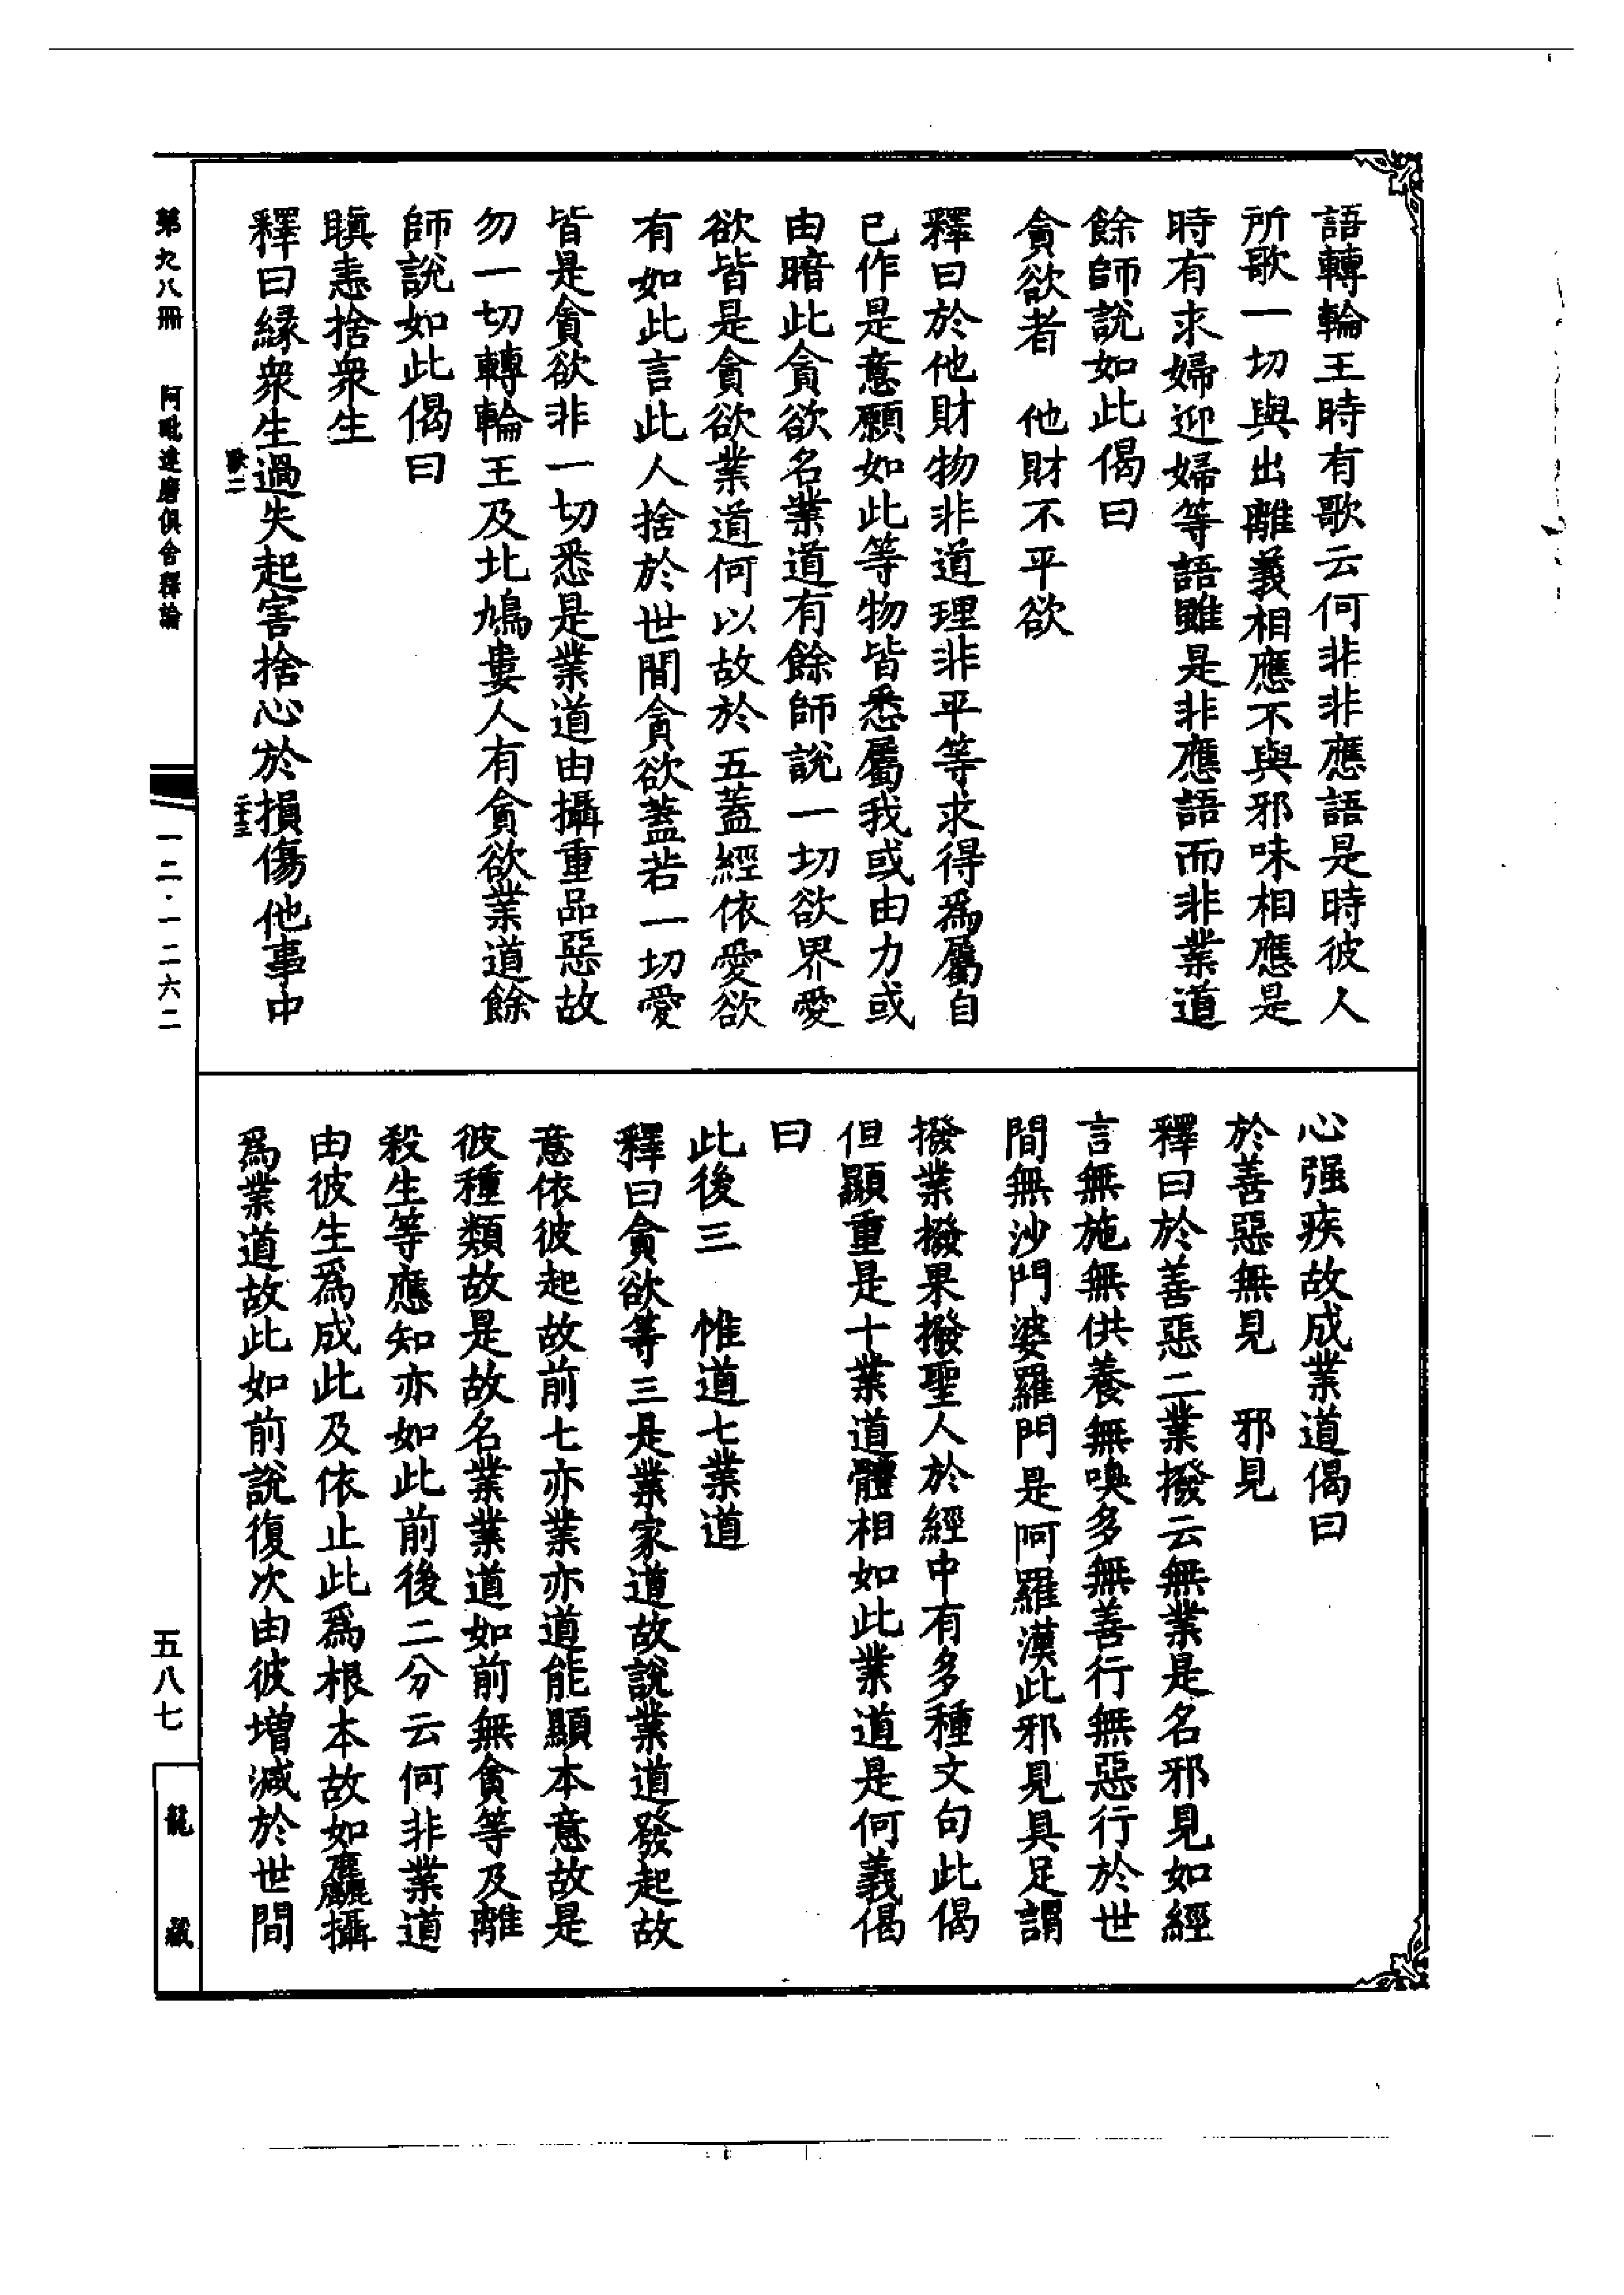 語轉輪王時有歌云何非非應語是時彼人
所歌一切與出離義相應不與邪味相應是
時有求婦迎婦等語雖是非應語而非業道
餘師說如此偈曰
貪欲者　他財不平欲
釋曰於他財物非道理非平等求得爲屬自
已作是意願如此等物皆悉屬我或由力或
由暗此貪欲名業道有餘師說一切欲界愛
欲皆是貪欲業道何以故於五蓋經依愛欲
有如此言此人捨於世間貪欲蓋若一切愛
皆是貪欲非一切悉是業道由攝重品惡故
勿一切轉輪王及北鳩婁人有貪欲業道餘
師說如此偈曰
瞋恚捨衆生
釋曰縁衆生過失起害捨心於損傷他事中
心强疾故成業道偈曰
於善惡無見　邪見
釋曰於善惡二業撥云無業是名邪見如經
言無施無供養無喚多無善行無惡行於世
間無沙門婆羅門是阿羅漢此邪見具足謂
撥業撥果撥聖人於經中有多種文句此偈
但顯重是十業道體相如此業道是何義偈
曰
此後三　惟道七業道
釋曰貪欲等三是業家道故說業道發起故
意依彼起故前七亦業亦道能顯本意故是
彼種類故是故名業業道如前無貪等及離
殺生等應知亦如此前後二分云何非業道
由彼生爲成此及依止此爲根本故如麤攝
爲業道故此如前說復次由彼增減於世間
第九八冊　阿毗達磨俱舍釋論
一二·一二六二
五八七
龍藏